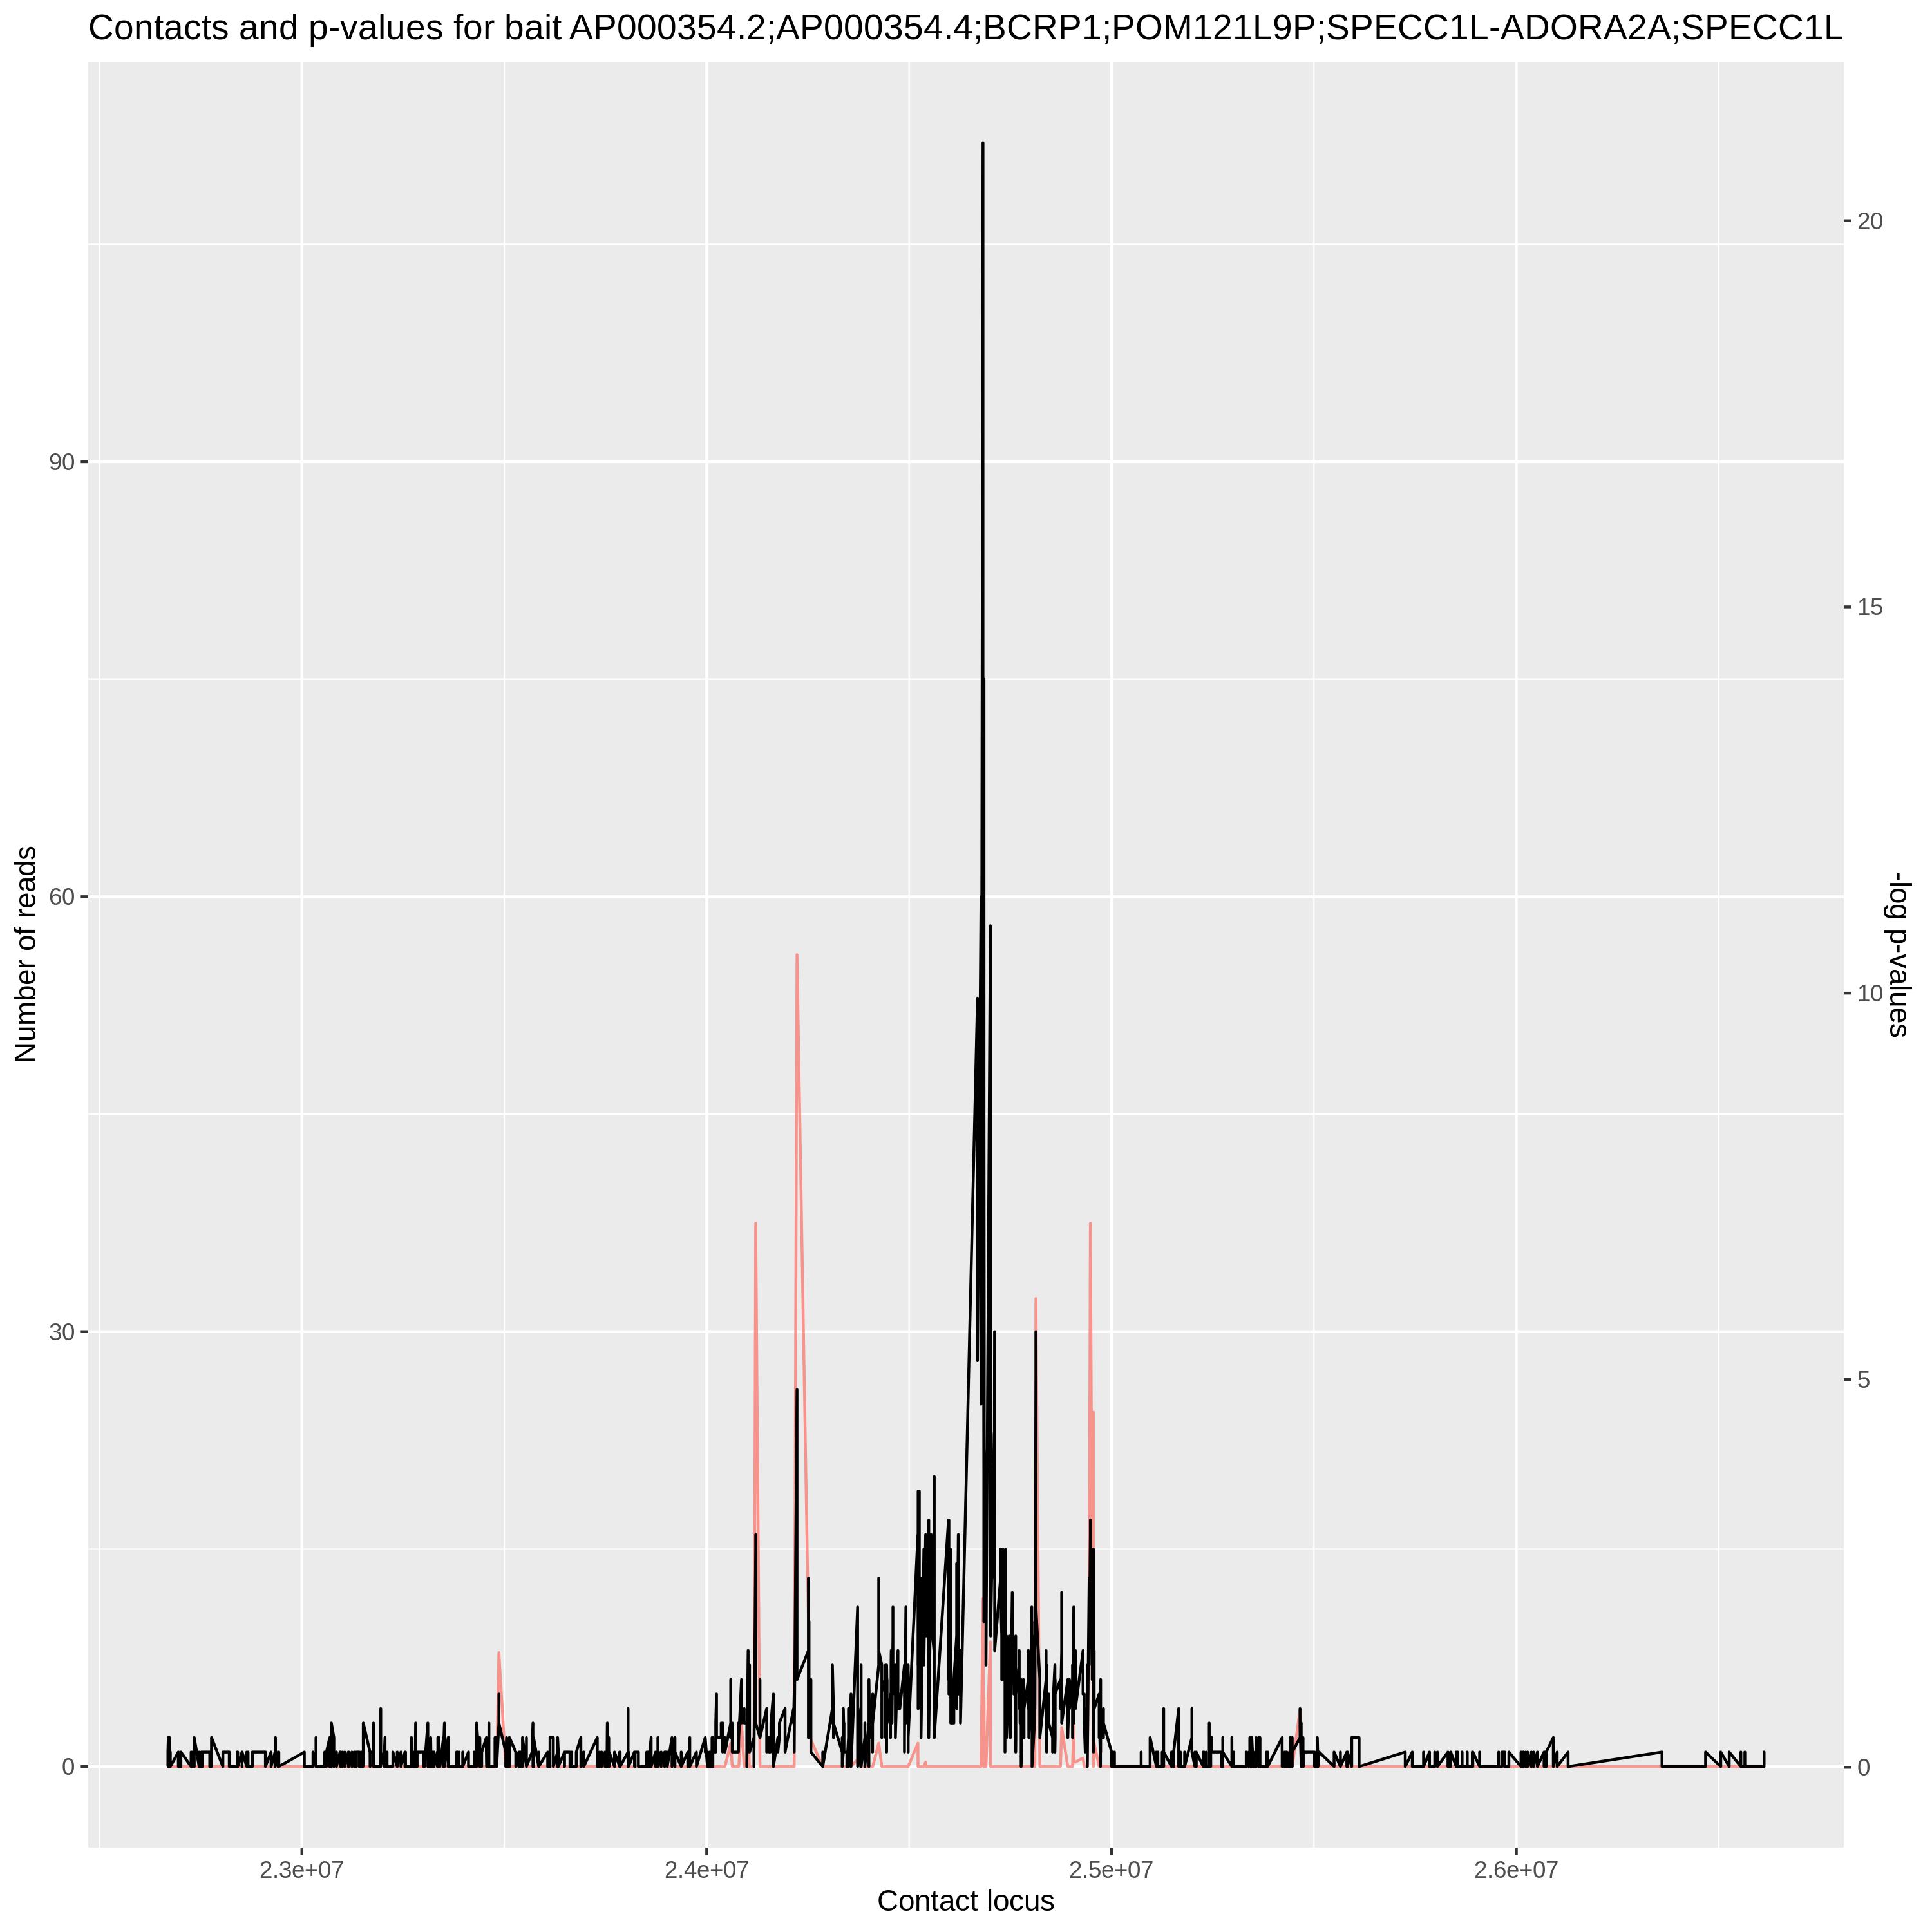 Contacts and p-values for bait AP000354.2;AP000354.4;BCRP1;POM121L9P;SPECC1L-ADORA2A;SPECC1L
Number of reads
90
60
30
0
20
15
10
5
0
-log p-values
2.3e+07 2.4e+07 2.5e+07 2.6e+07
Contact locus